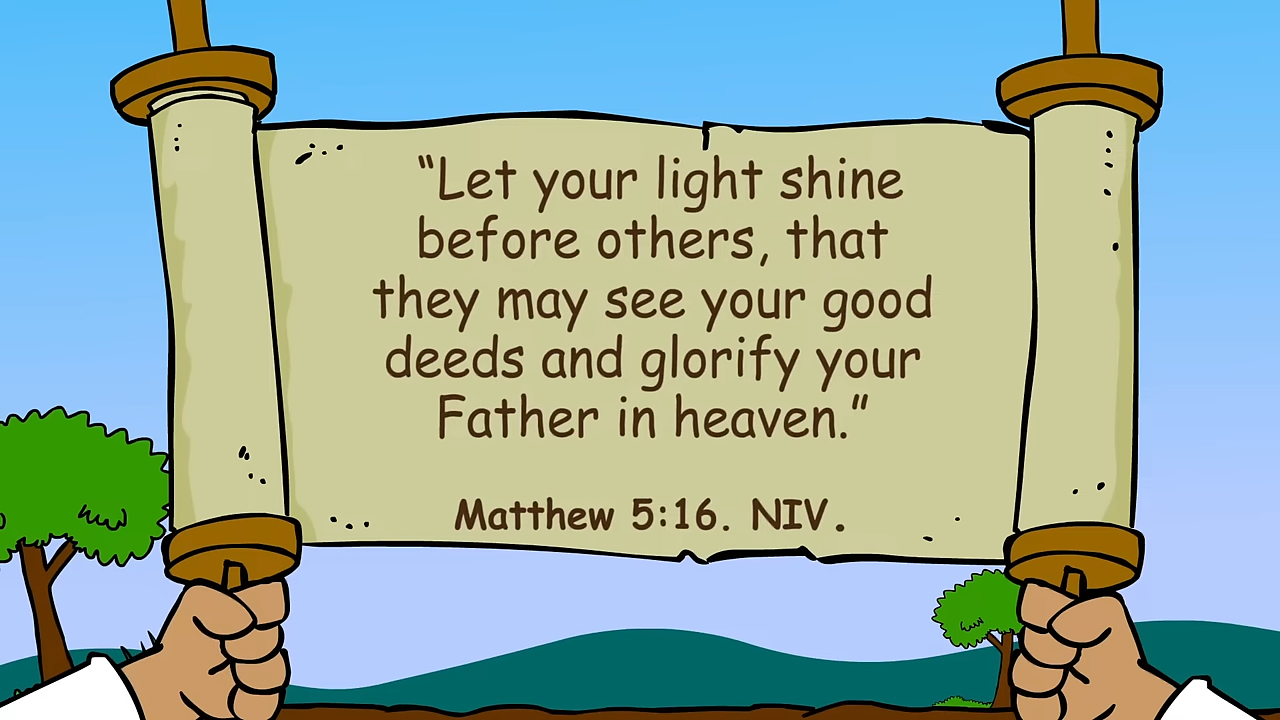 “Let your light shine
before others, that
they may see your good
deeds and glorify your
Father in heaven.”
Matthew 5:16. NIV.